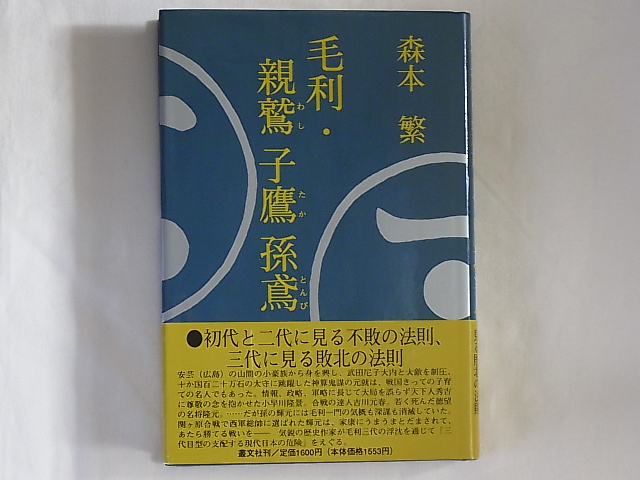 森本 繁
毛利・
親鷲 子鷹 孫鳶
わし たか とんび
●初代と二代に見る不敗の法則、
三代に見る敗北の法則
安芸(広島)の山間の小豪族から身を興し、武田尼子大内と大敵を制圧、
十か国百二十万石の太守に跳躍した神算鬼謀の元就は、戦国きっての子育
ての名人でもあった。情報、政略、軍略に長じて大局を誤らず天下人秀吉
に尊敬の念を抱かせた小早川隆景。合戦の達人吉川元春。若く死んだ徳望
の名将隆元。……だが孫の輝元には毛利一門の気概も深謀も消滅していた。
関ヶ原合戦で西軍総帥に選ばれた輝元は、家康にうまうまとだまされて、
あたら勝てる戦いを―― 気鋭の歴史作家が毛利三代の浮沈を通じて『三
代目型の支配する現代日本の危険』をえぐる。
叢文社刊/定価1600円(本体価格1553円)